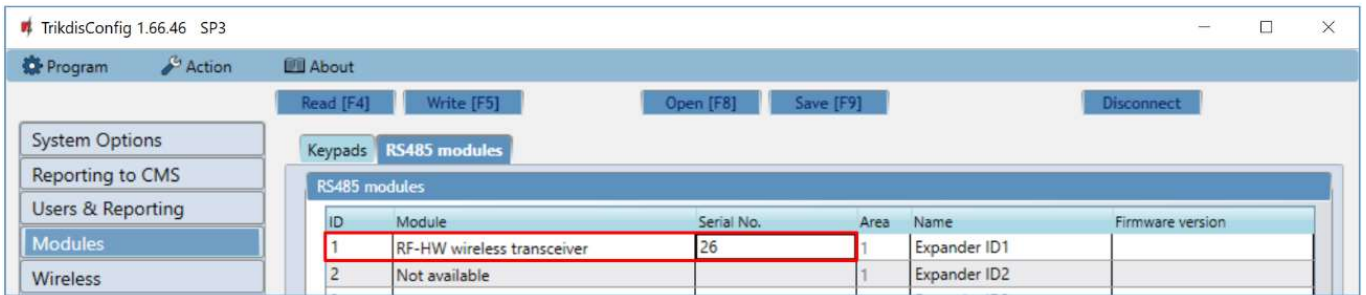 TrikdisConfig 1.66.46 SP3
Program Action About
Read [F4] Write [F5] Open [F8] Save [F9] Disconnect
System Options
Reporting to CMS
Users & Reporting
Modules
Wireless
Keypads RS485 modules
RS485 modules
ID Module Serial No. Area Name Firmware version
1 RF-HW wireless transceiver 26 1 Expander ID1
2 Not available 1 Expander ID2